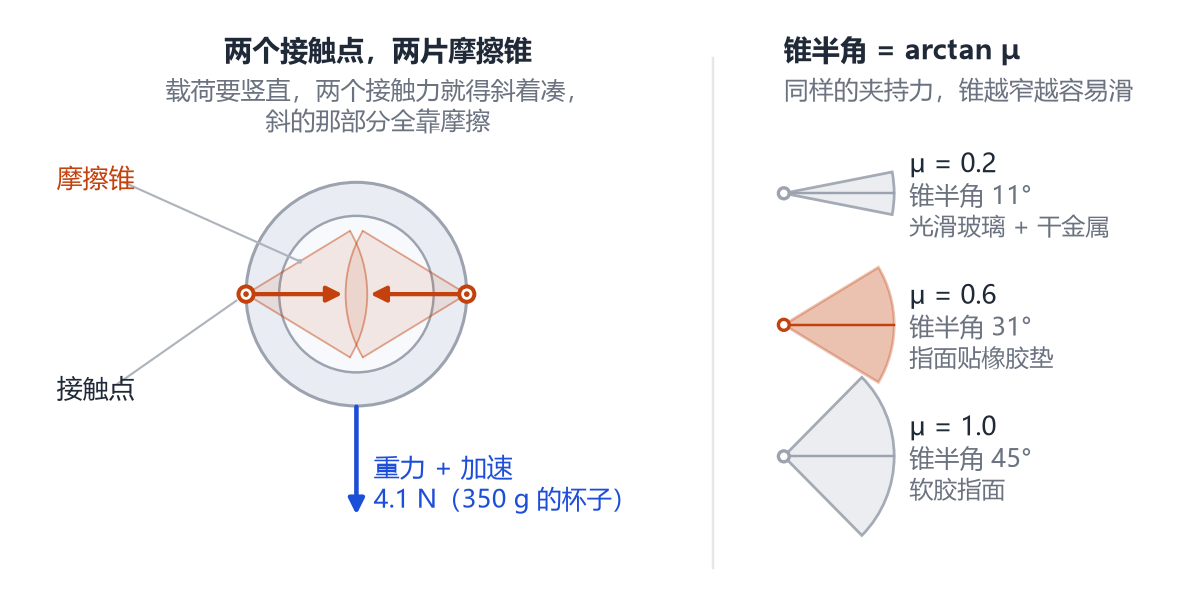 两个接触点，两片摩擦锥
载荷要竖直，两个接触力就得斜着凑，
斜的那部分全靠摩擦
摩擦锥
接触点
重力 + 加速
4.1 N（350 g 的杯子）
锥半角 = arctan μ
同样的夹持力，锥越窄越容易滑
μ = 0.2
锥半角 11°
光滑玻璃 + 干金属
μ = 0.6
锥半角 31°
指面贴橡胶垫
μ = 1.0
锥半角 45°
软胶指面